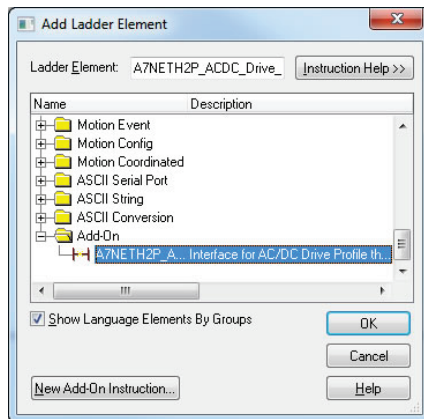 Add Ladder Element
Ladder Element: A7NETH2P_ACDC_Drive_ Instruction Help >>
Name Description
Motion Event
Motion Config
Motion Coordinated
ASCII Serial Port
ASCII String
ASCII Conversion
Add-On
A7NETH2P_A... Interface for AC/DC Drive Profile th...
Show Language Elements By Groups OK
Cancel
New Add-On Instruction... Help